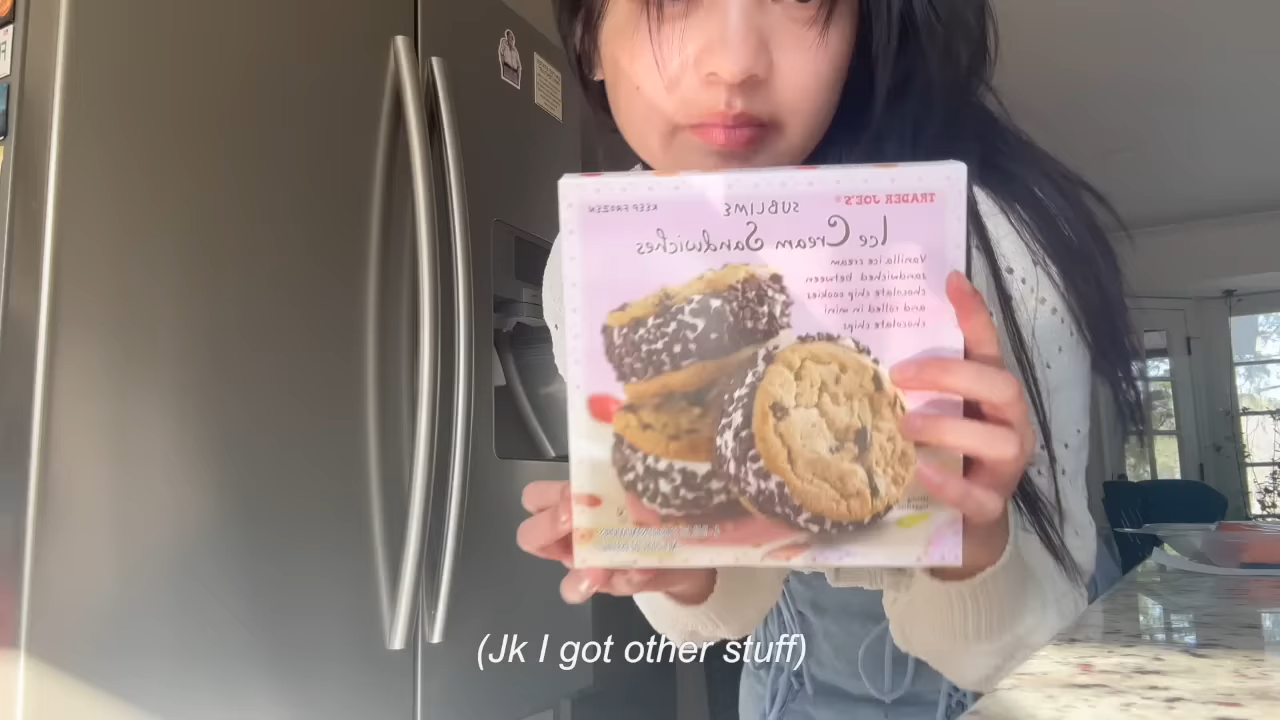 TRADER JOE'S
SUBLIME
KEEP FROZEN
Ice Cream Sandwiches
Vanilla ice cream
sandwiched between
chocolate chip cookies
and rolled in mini
chocolate chips
(Jk I got other stuff)